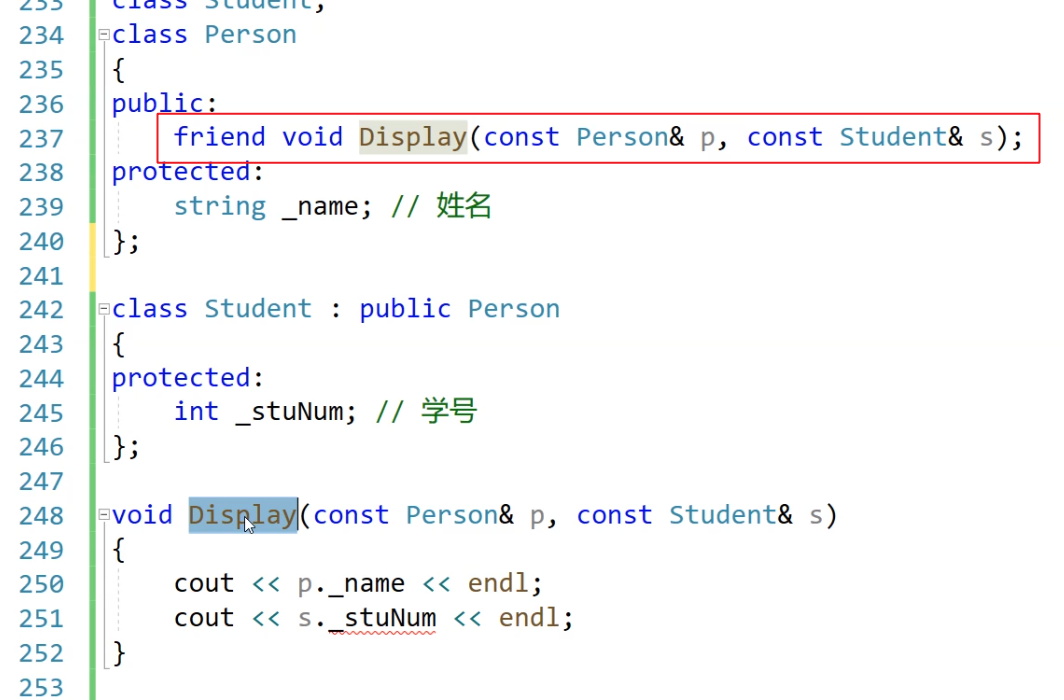 233 class Student;
234 class Person
235 {
236 public:
237 friend void Display(const Person& p, const Student& s);
238 protected:
239 string _name; // 姓名
240 };
241
242 class Student : public Person
243 {
244 protected:
245 int _stuNum; // 学号
246 };
247
248 void Display(const Person& p, const Student& s)
249 {
250 cout << p._name << endl;
251 cout << s._stuNum << endl;
252 }
253